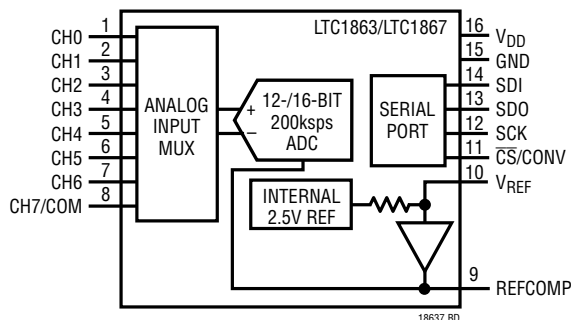 LTC1863/LTC1867
1
CH0
2
CH1
3
CH2
4
CH3
5
CH4
6
CH5
7
CH6
8
CH7/COM
ANALOG
INPUT
MUX
+
–
12-/16-BIT
200ksps
ADC
INTERNAL
2.5V REF
SERIAL
PORT
16
VDD
15
GND
14
SDI
13
SDO
12
SCK
11
C̅S̅/CONV
10
VREF
9
REFCOMP
18637 BD